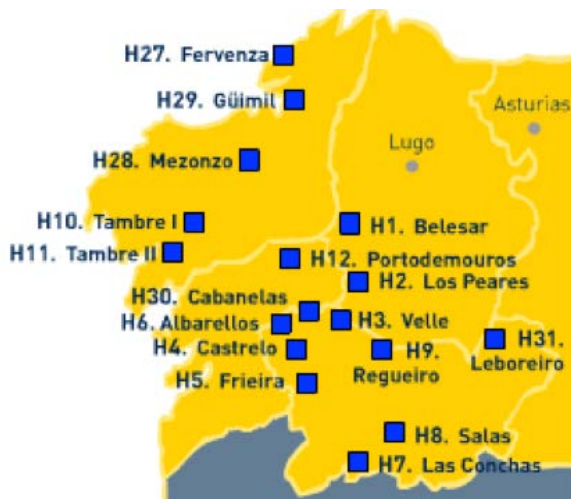 H27. Fervenza
H29. Güimil
Asturias
Lugo
H28. Mezonzo
H10. Tambre I
H1. Belesar
H11. Tambre II
H12. Portodemouros
H2. Los Peares
H30. Cabanelas
H6. Albarellos
H3. Velle
H4. Castrelo
H9.
Regueiro
H31.
Leboreiro
H5. Frieira
H8. Salas
H7. Las Conchas